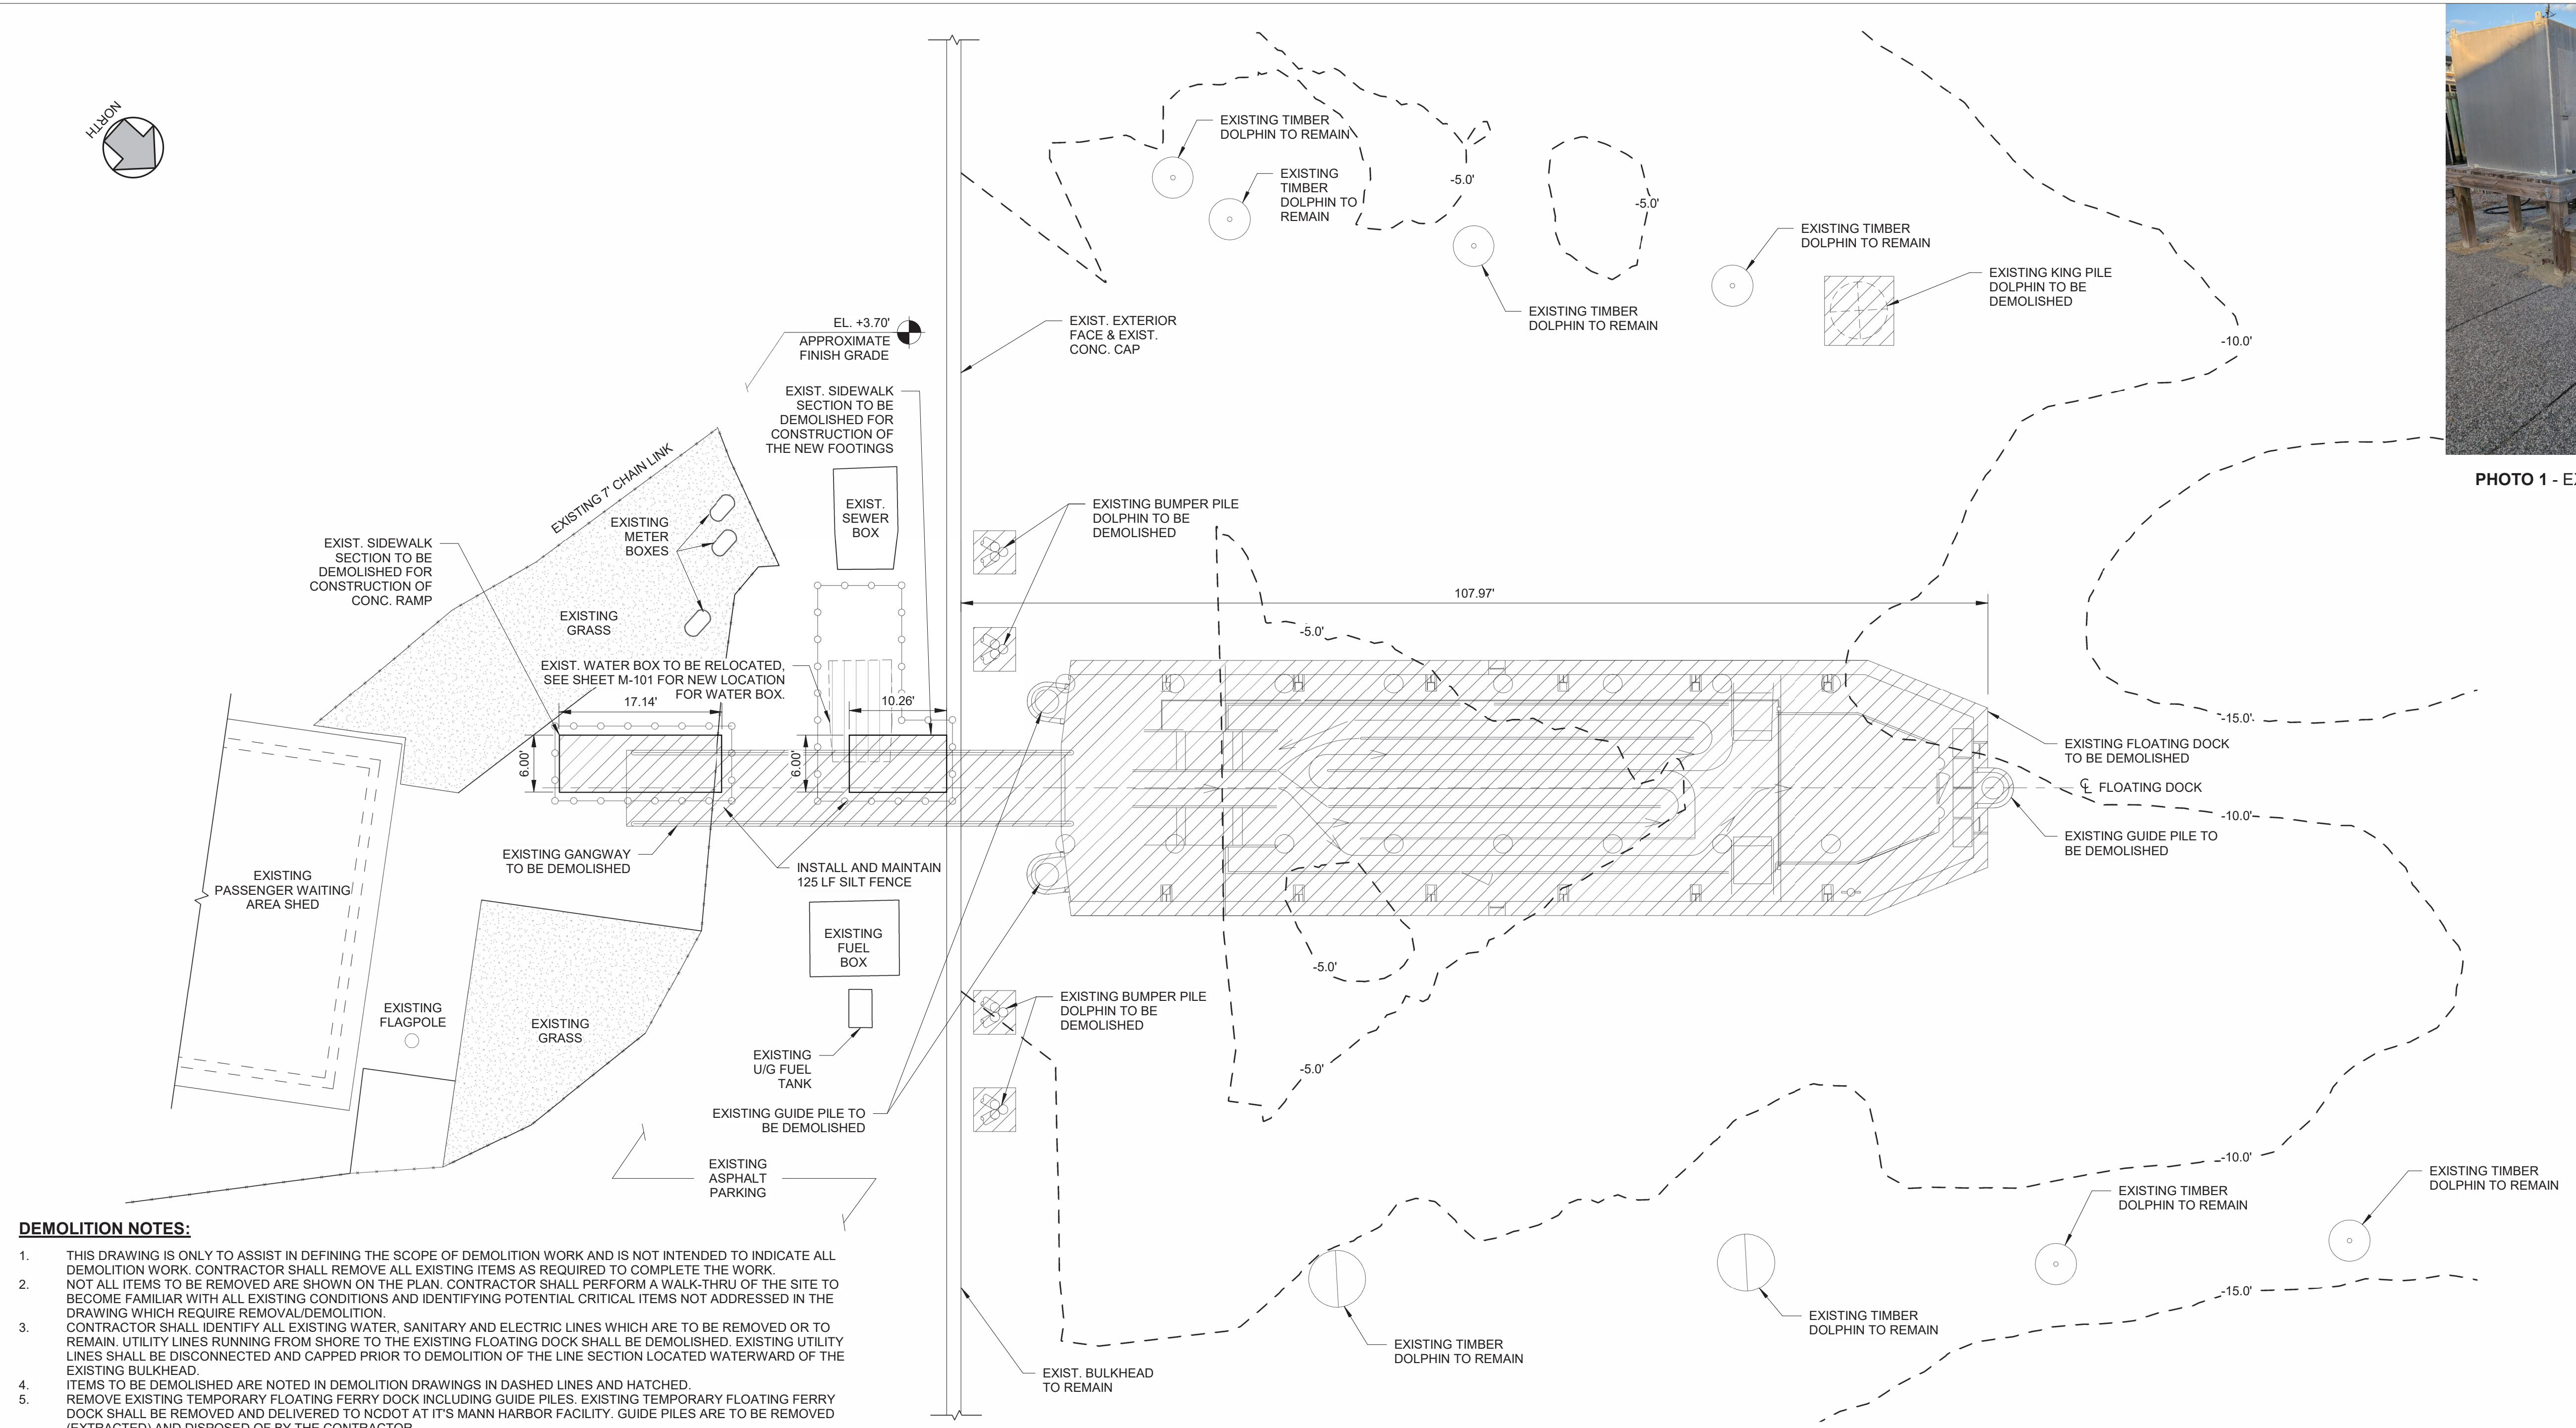 NORTH
EXISTING TIMBER
DOLPHIN TO REMAIN
EXISTING
TIMBER
DOLPHIN TO
REMAIN
-5.0'
-5.0'
EXISTING TIMBER
DOLPHIN TO REMAIN
EXISTING TIMBER
DOLPHIN TO REMAIN
EXISTING KING PILE
DOLPHIN TO BE
DEMOLISHED
-10.0'
EL. +3.70'
APPROXIMATE
FINISH GRADE
EXIST. EXTERIOR
FACE & EXIST.
CONC. CAP
EXIST. SIDEWALK
SECTION TO BE
DEMOLISHED FOR
CONSTRUCTION OF
THE NEW FOOTINGS
PHOTO 1 - E
EXISTING 7' CHAIN LINK
EXISTING
METER
BOXES
EXIST.
SEWER
BOX
EXISTING BUMPER PILE
DOLPHIN TO BE
DEMOLISHED
EXIST. SIDEWALK
SECTION TO BE
DEMOLISHED FOR
CONSTRUCTION OF
CONC. RAMP
107.97'
EXISTING
GRASS
-5.0'
EXIST. WATER BOX TO BE RELOCATED,
SEE SHEET M-101 FOR NEW LOCATION
FOR WATER BOX.
17.14'
10.26'
6.00'
6.00'
-15.0'
EXISTING FLOATING DOCK
TO BE DEMOLISHED
℄ FLOATING DOCK
-10.0'
EXISTING GUIDE PILE TO
BE DEMOLISHED
EXISTING GANGWAY
TO BE DEMOLISHED
INSTALL AND MAINTAIN
125 LF SILT FENCE
EXISTING
PASSENGER WAITING
AREA SHED
EXISTING
FUEL
BOX
-5.0'
EXISTING
FLAGPOLE
EXISTING
GRASS
EXISTING BUMPER PILE
DOLPHIN TO BE
DEMOLISHED
EXISTING
U/G FUEL
TANK
-5.0'
EXISTING GUIDE PILE TO
BE DEMOLISHED
EXISTING
ASPHALT
PARKING
-10.0'
EXISTING TIMBER
DOLPHIN TO REMAIN
EXISTING TIMBER
DOLPHIN TO REMAIN
-15.0'
EXISTING TIMBER
DOLPHIN TO REMAIN
EXISTING TIMBER
DOLPHIN TO REMAIN
EXIST. BULKHEAD
TO REMAIN
DEMOLITION NOTES:
1. THIS DRAWING IS ONLY TO ASSIST IN DEFINING THE SCOPE OF DEMOLITION WORK AND IS NOT INTENDED TO INDICATE ALL
DEMOLITION WORK. CONTRACTOR SHALL REMOVE ALL EXISTING ITEMS AS REQUIRED TO COMPLETE THE WORK.
2. NOT ALL ITEMS TO BE REMOVED ARE SHOWN ON THE PLAN. CONTRACTOR SHALL PERFORM A WALK-THRU OF THE SITE TO
BECOME FAMILIAR WITH ALL EXISTING CONDITIONS AND IDENTIFYING POTENTIAL CRITICAL ITEMS NOT ADDRESSED IN THE
DRAWING WHICH REQUIRE REMOVAL/DEMOLITION.
3. CONTRACTOR SHALL IDENTIFY ALL EXISTING WATER, SANITARY AND ELECTRIC LINES WHICH ARE TO BE REMOVED OR TO
REMAIN. UTILITY LINES RUNNING FROM SHORE TO THE EXISTING FLOATING DOCK SHALL BE DEMOLISHED. EXISTING UTILITY
LINES SHALL BE DISCONNECTED AND CAPPED PRIOR TO DEMOLITION OF THE LINE SECTION LOCATED WATERWARD OF THE
EXISTING BULKHEAD.
4. ITEMS TO BE DEMOLISHED ARE NOTED IN DEMOLITION DRAWINGS IN DASHED LINES AND HATCHED.
5. REMOVE EXISTING TEMPORARY FLOATING FERRY DOCK INCLUDING GUIDE PILES. EXISTING TEMPORARY FLOATING FERRY
DOCK SHALL BE REMOVED AND DELIVERED TO NCDOT AT IT'S MANN HARBOR FACILITY. GUIDE PILES ARE TO BE REMOVED
(EXTRACTED) AND DISPOSED OF BY THE CONTRACTOR